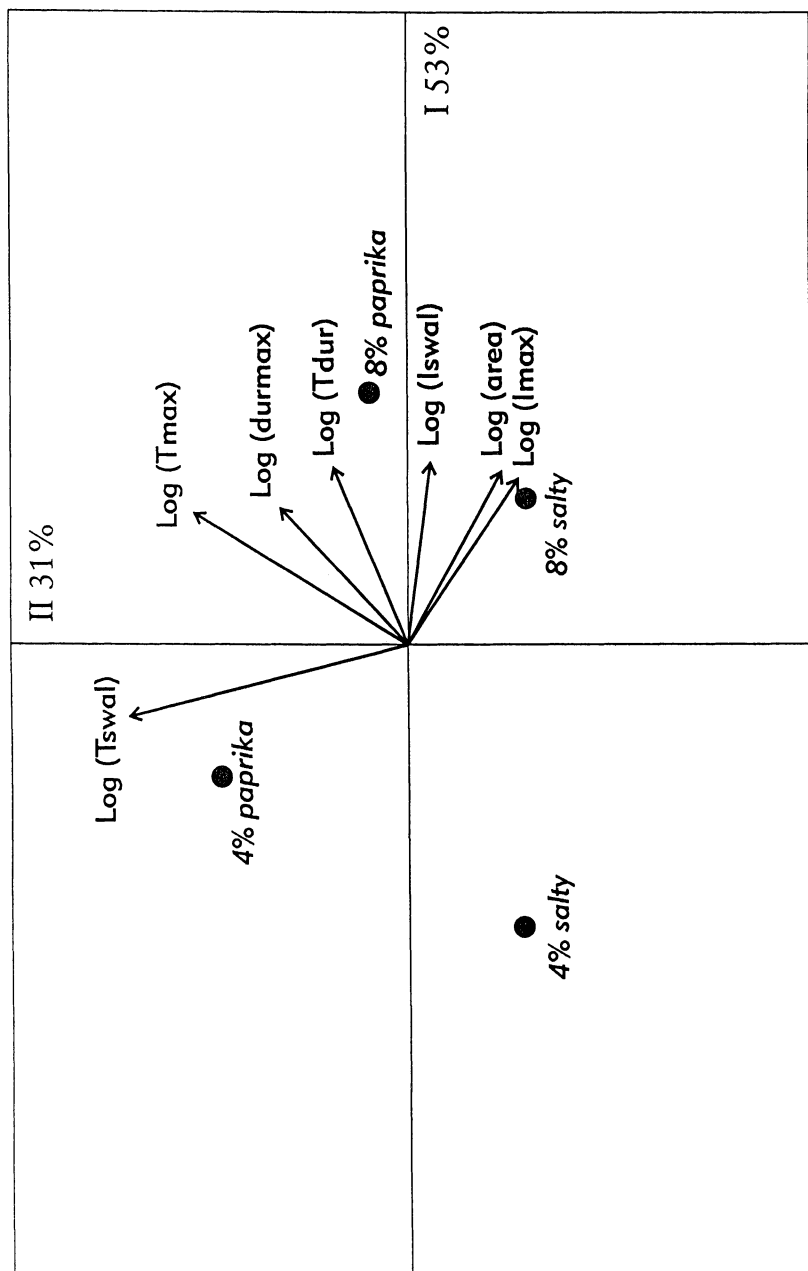 II 31%
Log (Tswal)
Log (Tmax)
4% paprika
Log (durmax)
Log (Tdur)
8% paprika
I 53%
Log (Iswal)
Log (area)
Log (Imax)
8% salty
4% salty